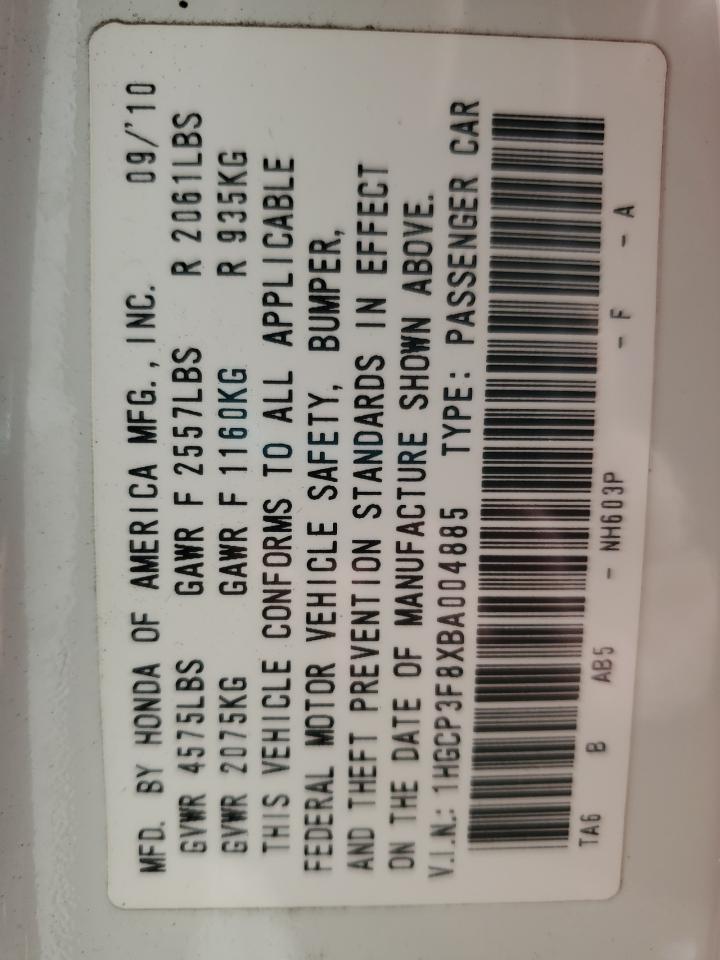 MFD. BY HONDA OF AMERICA MFG., INC. 09/'10
GVWR 4575LBS GAWR F 2557LBS R 2061LBS
GVWR 2075KG GAWR F 1160KG R 935KG
THIS VEHICLE CONFORMS TO ALL APPLICABLE
FEDERAL MOTOR VEHICLE SAFETY, BUMPER,
AND THEFT PREVENTION STANDARDS IN EFFECT
ON THE DATE OF MANUFACTURE SHOWN ABOVE.
V.I.N.: 1HGCP3F8XBA004885 TYPE: PASSENGER CAR
TA6 B AB5 - NH603P - F - A